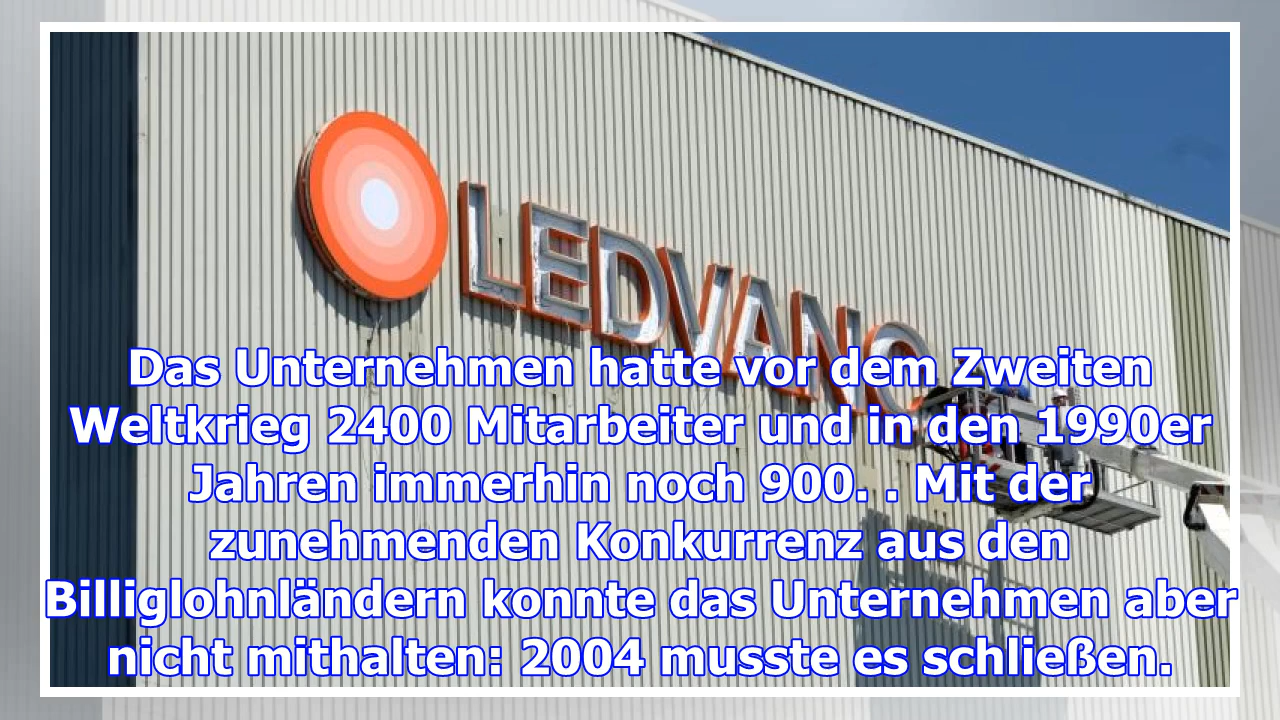 LEDVANC
Das Unternehmen hatte vor dem Zweiten
Weltkrieg 2400 Mitarbeiter und in den 1990er
Jahren immerhin noch 900. . Mit der
zunehmenden Konkurrenz aus den
Billiglohnländern konnte das Unternehmen aber
nicht mithalten: 2004 musste es schließen.